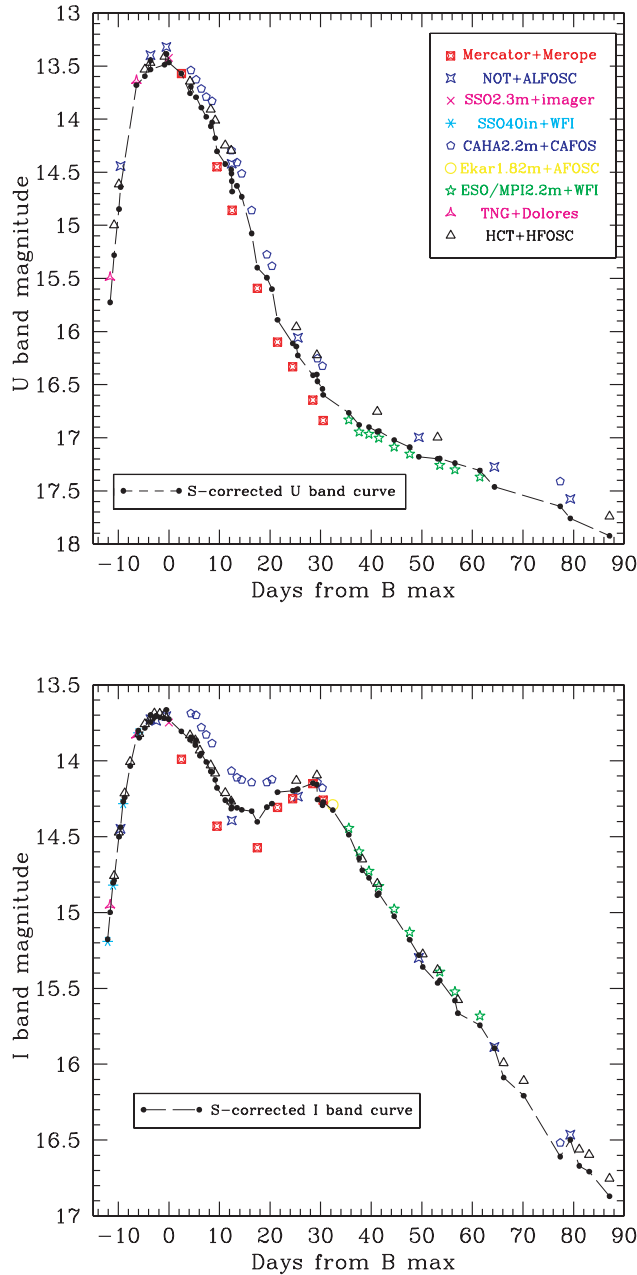 13
13.5
14
14.5
15
15.5
16
16.5
17
17.5
18
U band magnitude
Mercator+Merope
NOT+ALFOSC
SSO2.3m+imager
SSO40in+WFI
CAHA2.2m+CAFOS
Ekar1.82m+AFOSC
ESO/MPI2.2m+WFI
TNG+Dolores
HCT+HFOSC
S-corrected U band curve
-10 0 10 20 30 40 50 60 70 80 90
Days from B max
13.5
14
14.5
15
15.5
16
16.5
17
I band magnitude
S-corrected I band curve
-10 0 10 20 30 40 50 60 70 80 90
Days from B max